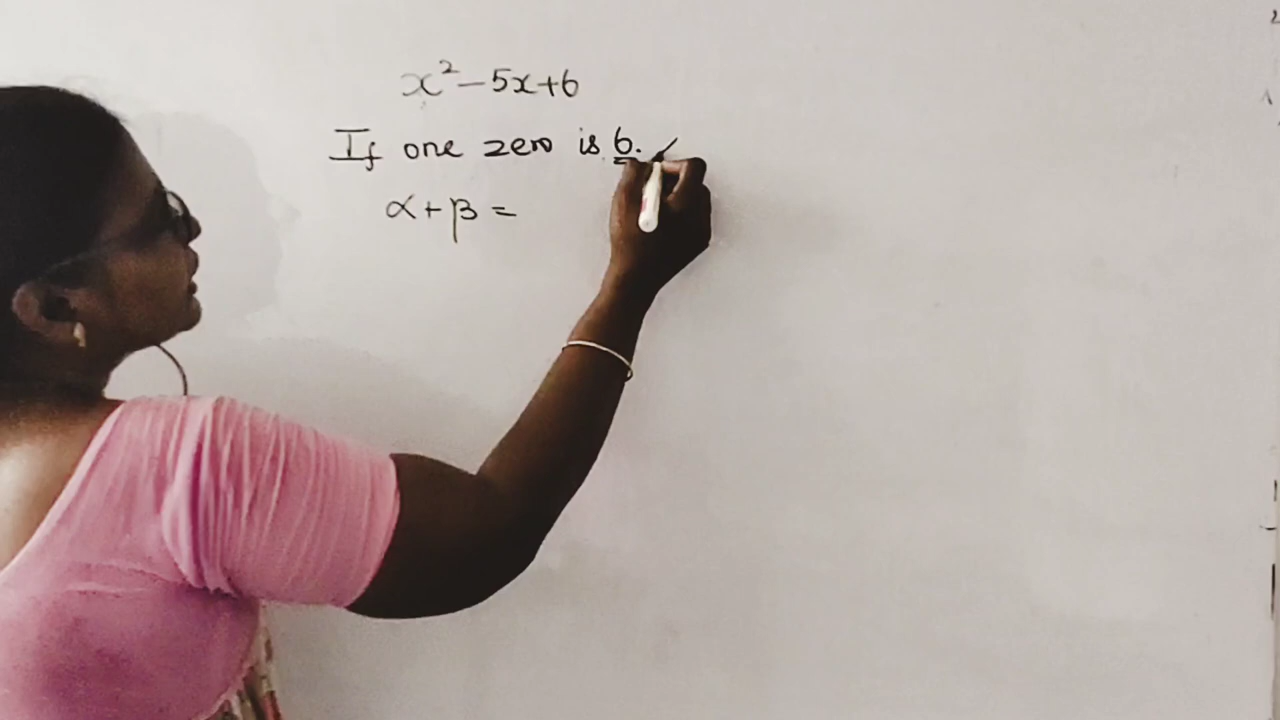 x² – 5x + 6
If one zero is 6.
α + β =